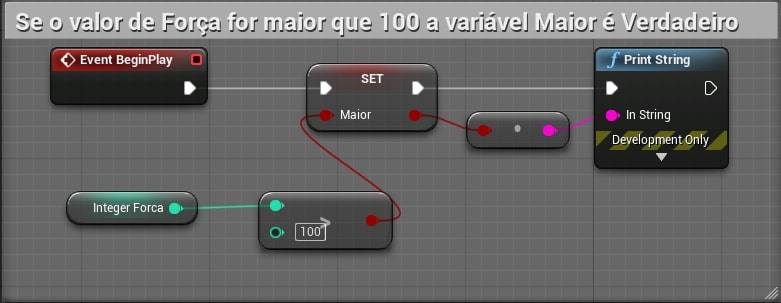 Se o valor de Força for maior que 100 a variável Maior é Verdadeiro
Event BeginPlay
SET
Maior
f Print String
In String
Development Only
Integer Forca
>
100